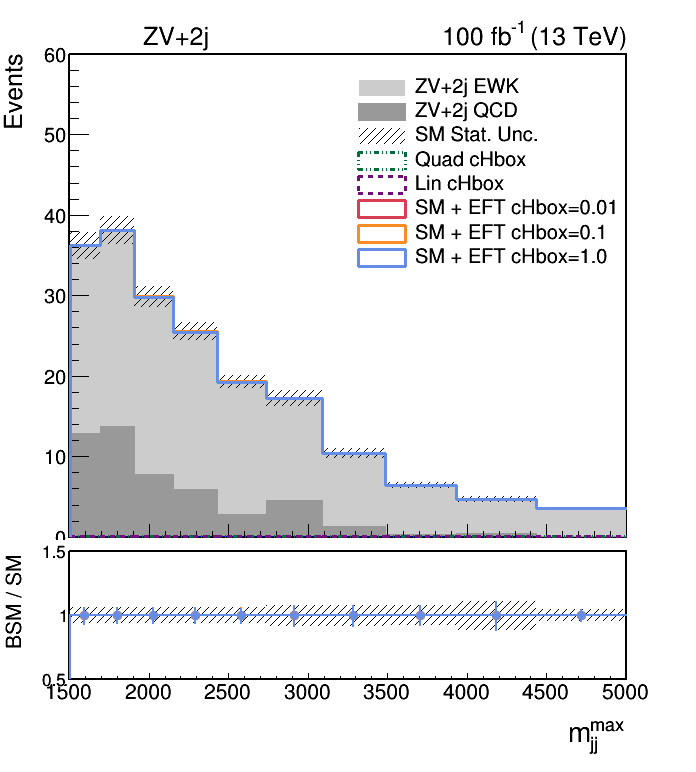 ZV+2j 100 fb-1 (13 TeV)
Events
60
50
40
30
20
10
0
ZV+2j EWK
ZV+2j QCD
SM Stat. Unc.
Quad cHbox
Lin cHbox
SM + EFT cHbox=0.01
SM + EFT cHbox=0.1
SM + EFT cHbox=1.0
BSM / SM
1.5
1
0.5
1500 2000 2500 3000 3500 4000 4500 5000
m_jj^max